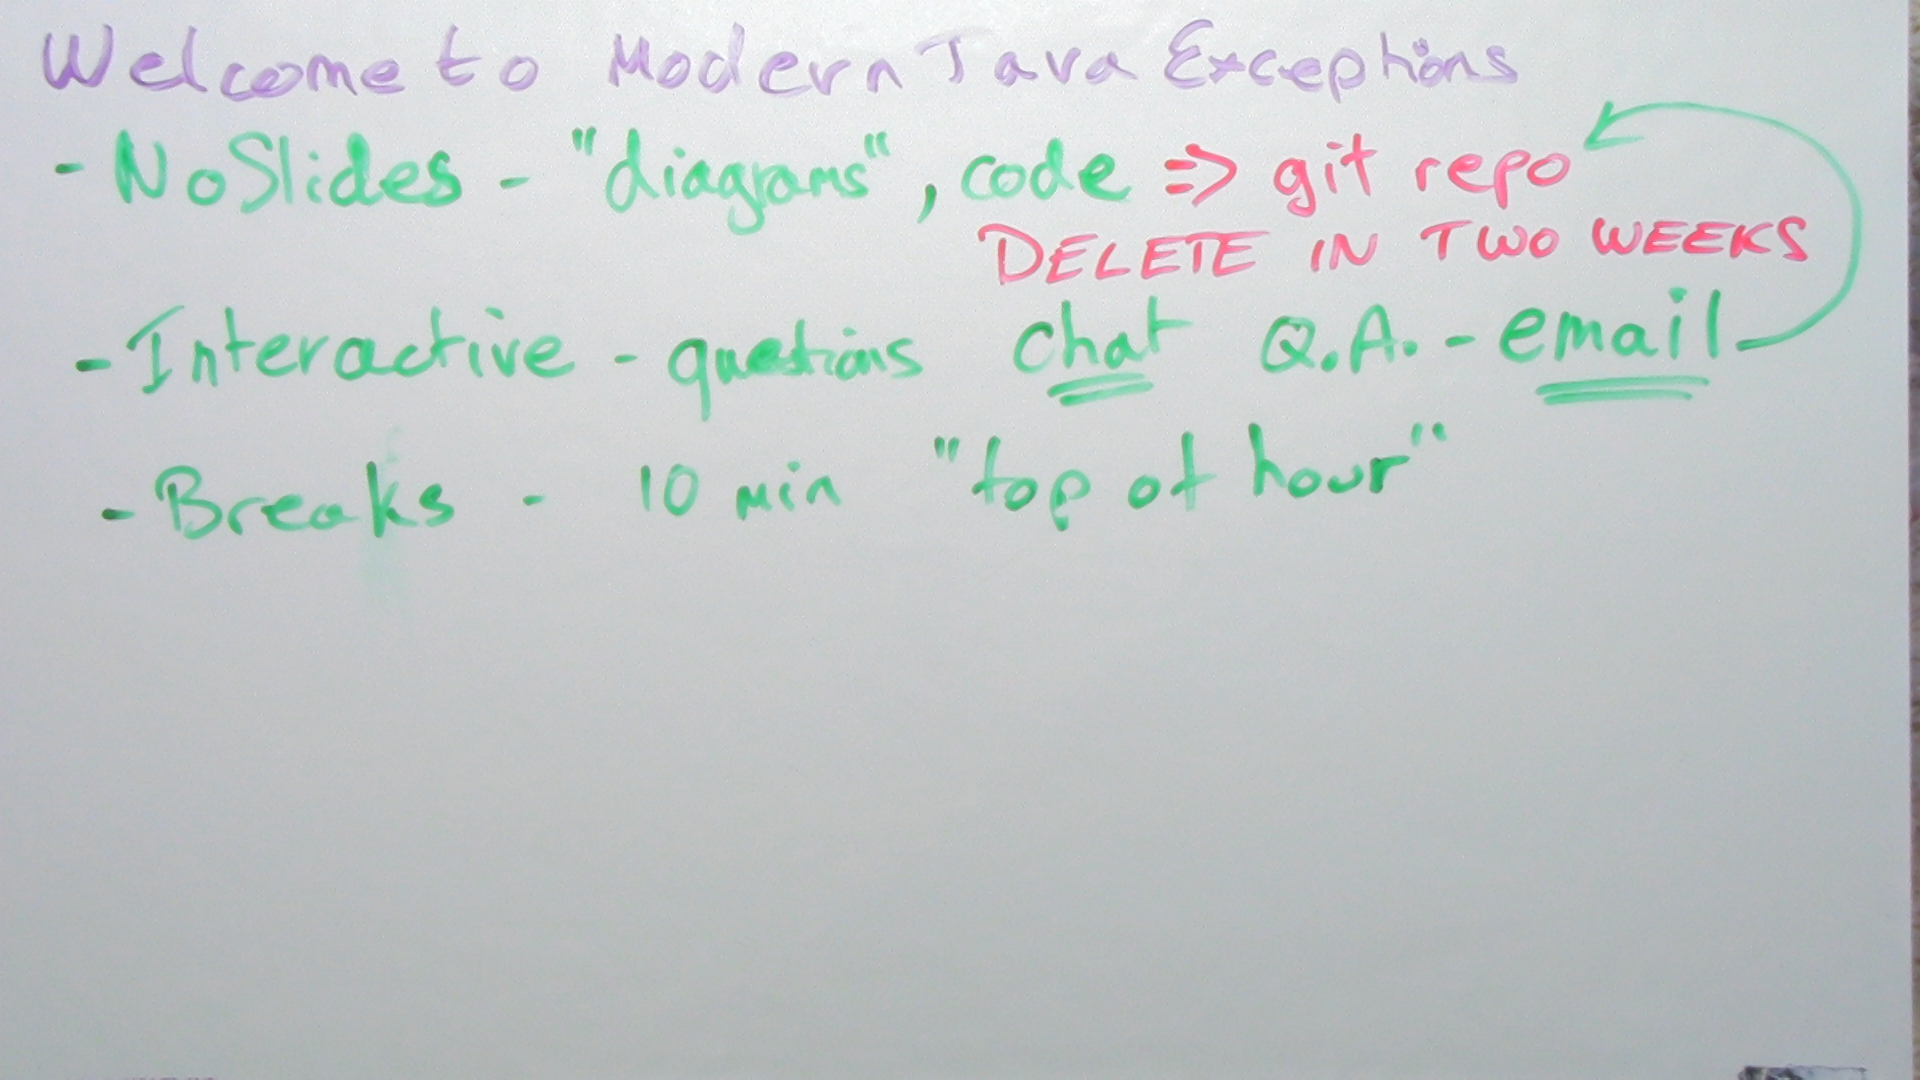 Welcome to Modern Java Exceptions
- No Slides - "diagrams", code => git repo
DELETE IN TWO WEEKS
- Interactive - questions chat Q.A. - email
- Breaks - 10 min "top of hour"